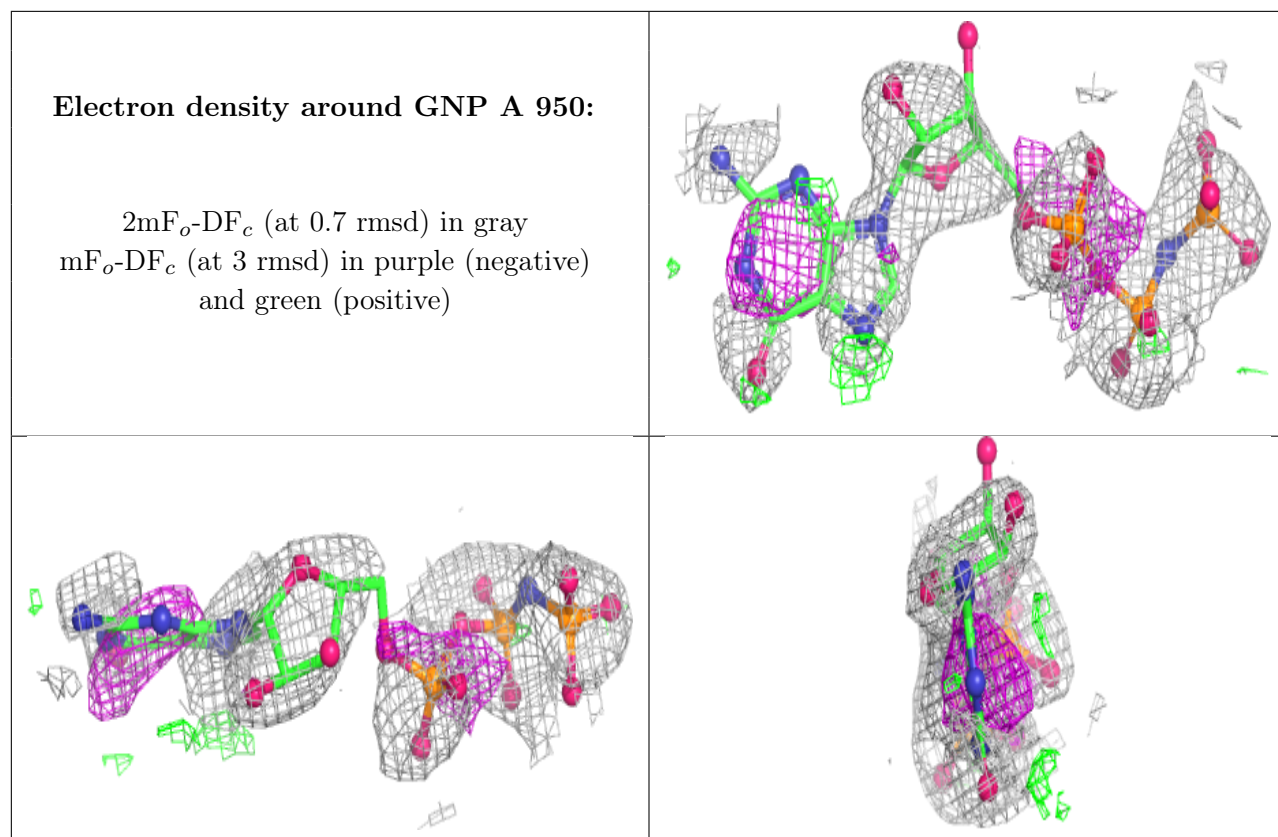 Electron density around GNP A 950:
2mFo-DFc (at 0.7 rmsd) in gray
mFo-DFc (at 3 rmsd) in purple (negative)
and green (positive)